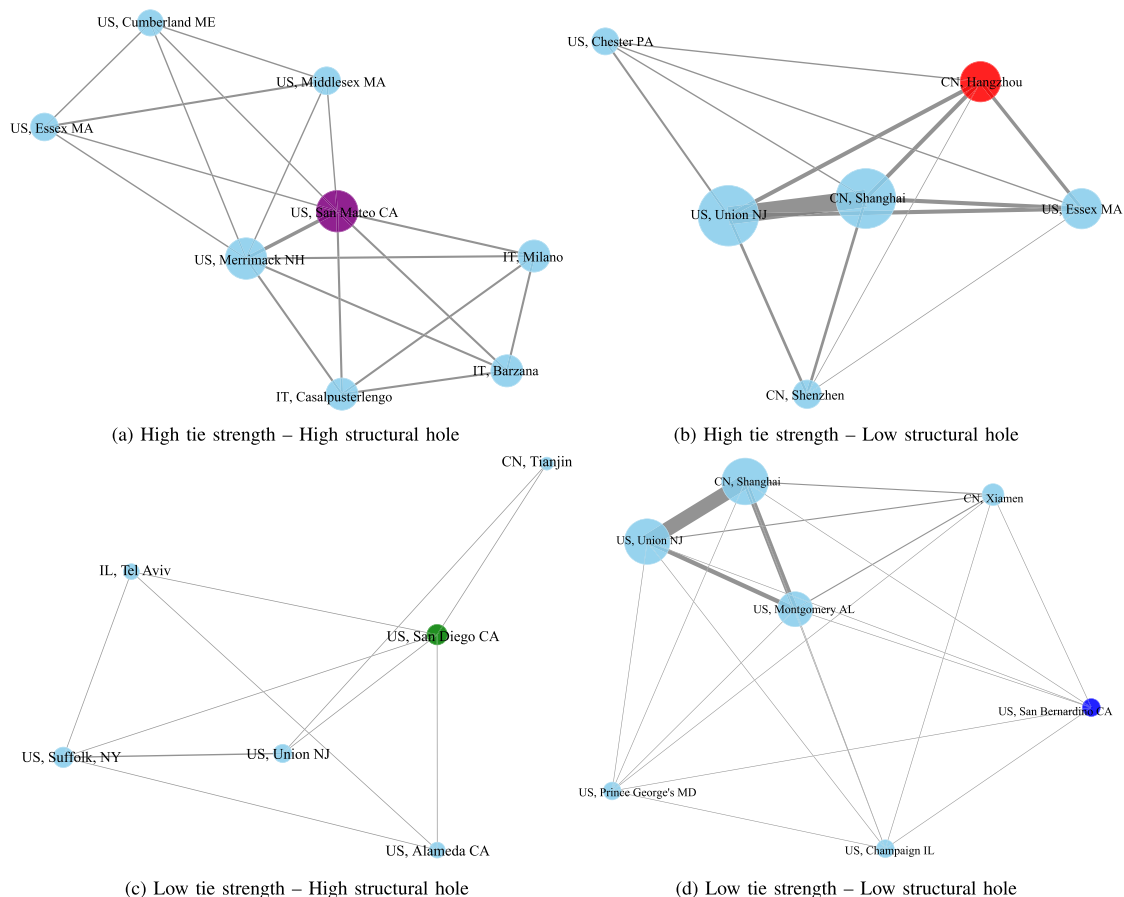 US, Cumberland ME
US, Middlesex MA
US, Essex MA
US, San Mateo CA
US, Merrimack NH
IT, Milano
IT, Barzana
IT, Casalpusterlengo
(a) High tie strength – High structural hole
US, Chester PA
CN, Hangzhou
CN, Shanghai
US, Union NJ
US, Essex MA
CN, Shenzhen
(b) High tie strength – Low structural hole
CN, Tianjin
IL, Tel Aviv
US, San Diego CA
US, Suffolk, NY
US, Union NJ
US, Alameda CA
(c) Low tie strength – High structural hole
CN, Shanghai
CN, Xiamen
US, Union NJ
US, Montgomery AL
US, San Bernardino CA
US, Prince George's MD
US, Champaign IL
(d) Low tie strength – Low structural hole